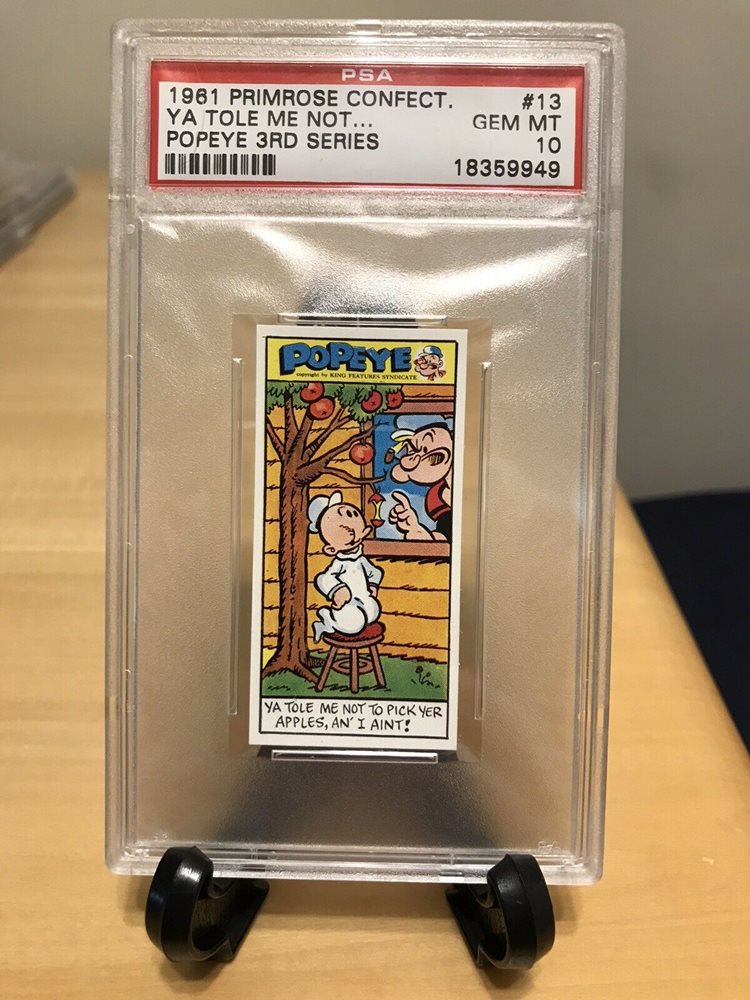 PSA
1961 PRIMROSE CONFECT. #13
YA TOLE ME NOT... GEM MT
POPEYE 3RD SERIES 10
18359949
POPEYE
copyright by KING FEATURES SYNDICATE
YA TOLE ME NOT TO PICK YER
APPLES, AN' I AINT!